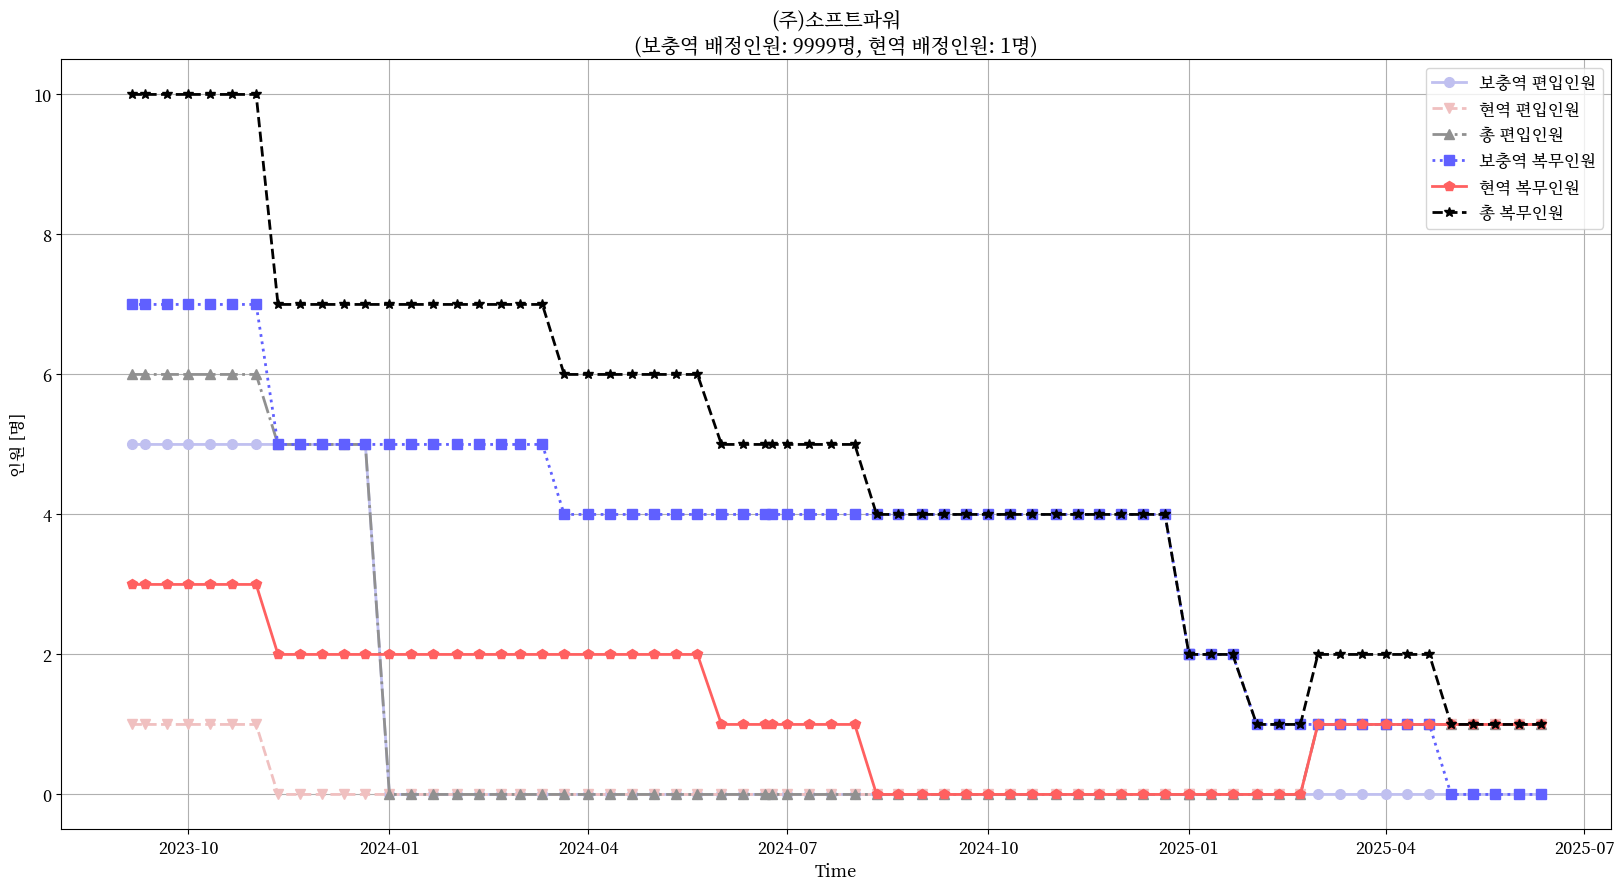 (주)소프트파워
(보충역 배정인원: 9999명, 현역 배정인원: 1명)
보충역 편입인원
현역 편입인원
총 편입인원
보충역 복무인원
현역 복무인원
총 복무인원
인원 [명]
10
8
6
4
2
0
2023-10
2024-01
2024-04
2024-07
2024-10
2025-01
2025-04
2025-07
Time